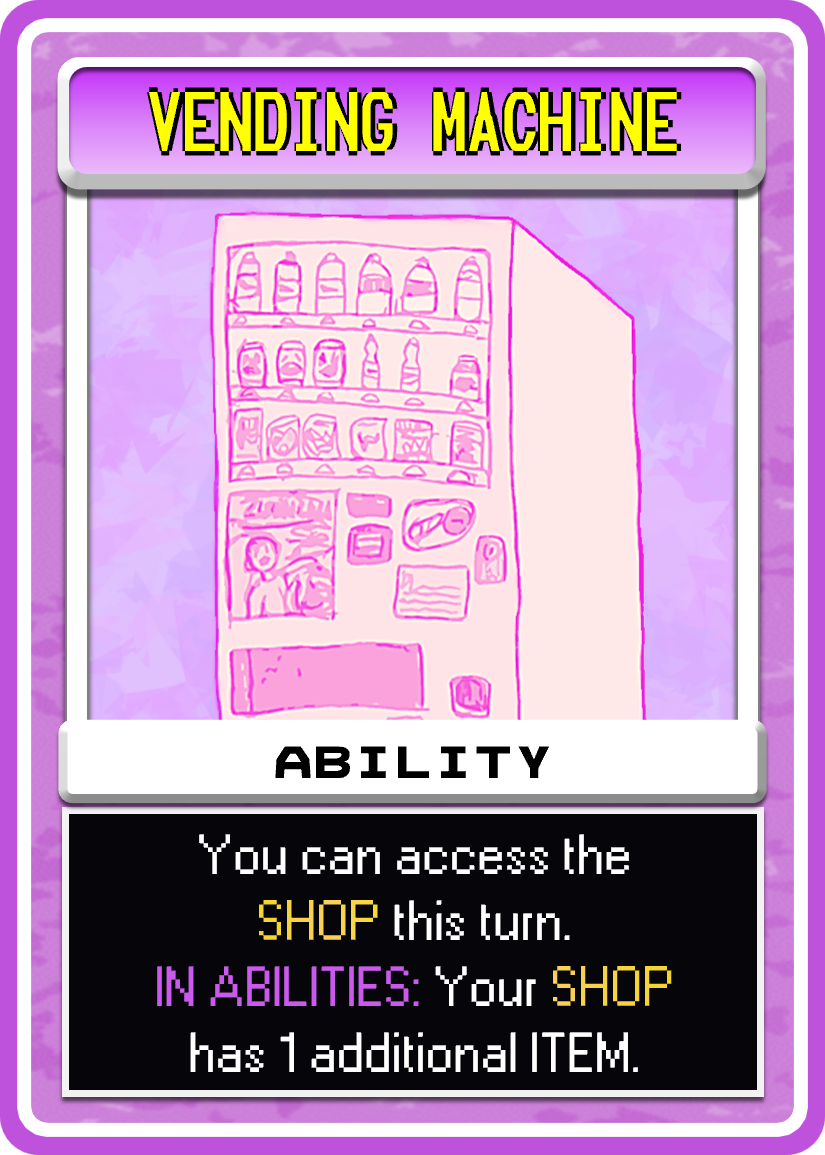 VENDING MACHINE
ABILITY
You can access the
SHOP this turn.
IN ABILITIES: Your SHOP
has 1 additional ITEM.